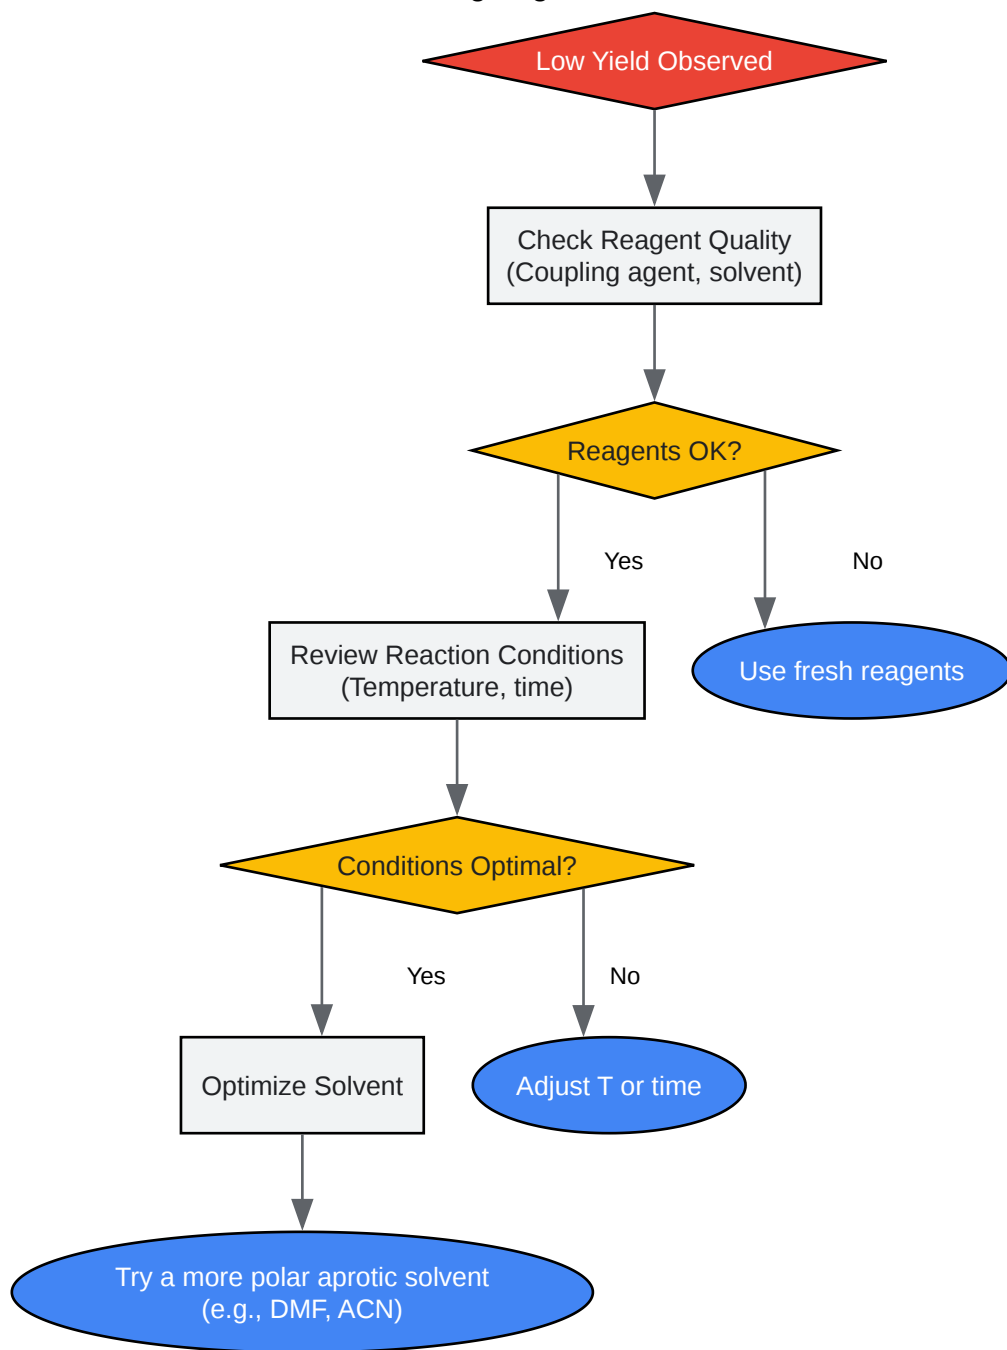 Low Yield Observed
Check Reagent Quality
(Coupling agent, solvent)
Reagents OK?
Yes
No
Review Reaction Conditions
(Temperature, time)
Use fresh reagents
Conditions Optimal?
Yes
No
Optimize Solvent
Adjust T or time
Try a more polar aprotic solvent
(e.g., DMF, ACN)